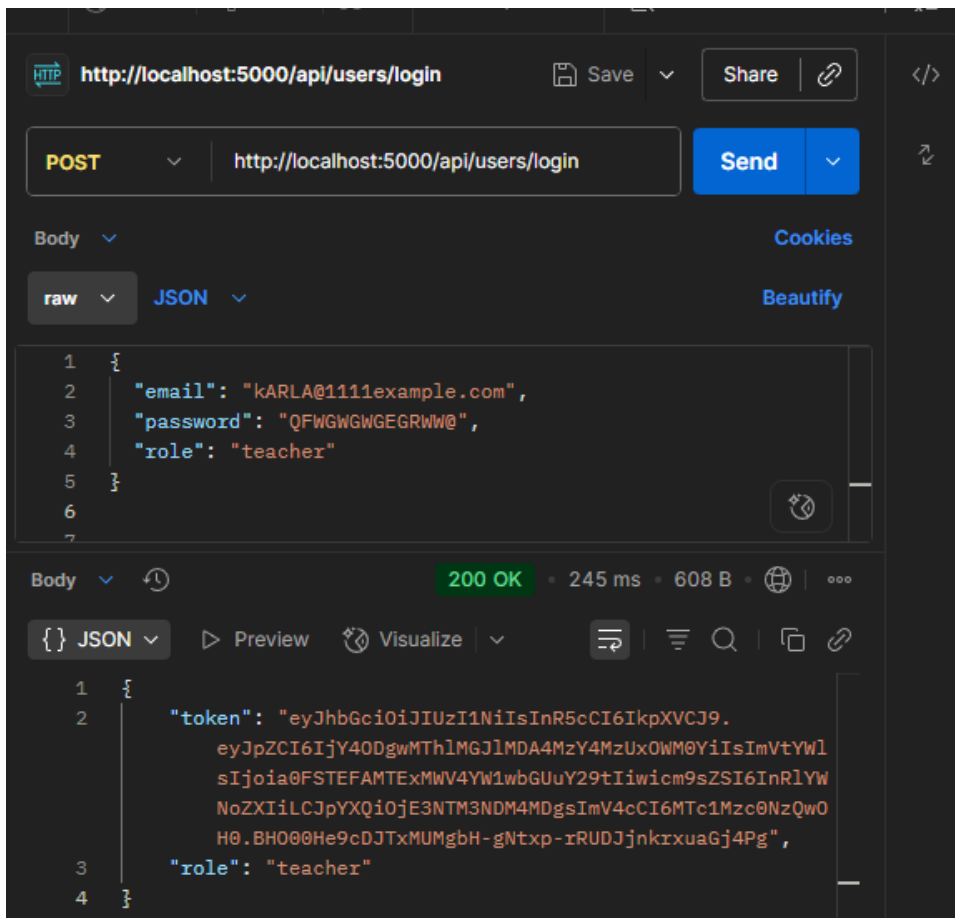 HTTP http://localhost:5000/api/users/login Save Share
POST http://localhost:5000/api/users/login Send
Body Cookies
raw JSON Beautify
1 {
2 "email": "kARLA@1111example.com",
3 "password": "QFWGWGWGEGRWW@",
4 "role": "teacher"
5 }
6
7
Body 200 OK • 245 ms • 608 B •
{} JSON Preview Visualize
1 {
2 "token": "eyJhbGciOiJIUzI1NiIsInR5cCI6IkpXVCJ9.
eyJpZCI6IjY4ODgwMThlMGJlMDA4MzY4MzUxOWM0YiIsImVtYWl
sIjoia0FSTEFAMTExMWV4YW1wbGUuY29tIiwicm9sZSI6InRlYW
NoZXIiLCJpYXQiOjE3NTM3NDM4MDgsImV4cCI6MTc1Mzc0NzQwO
H0.BHO00He9cDJTxMUMgbH-gNtxp-rRUDJjnkrxuaGj4Pg",
3 "role": "teacher"
4 }